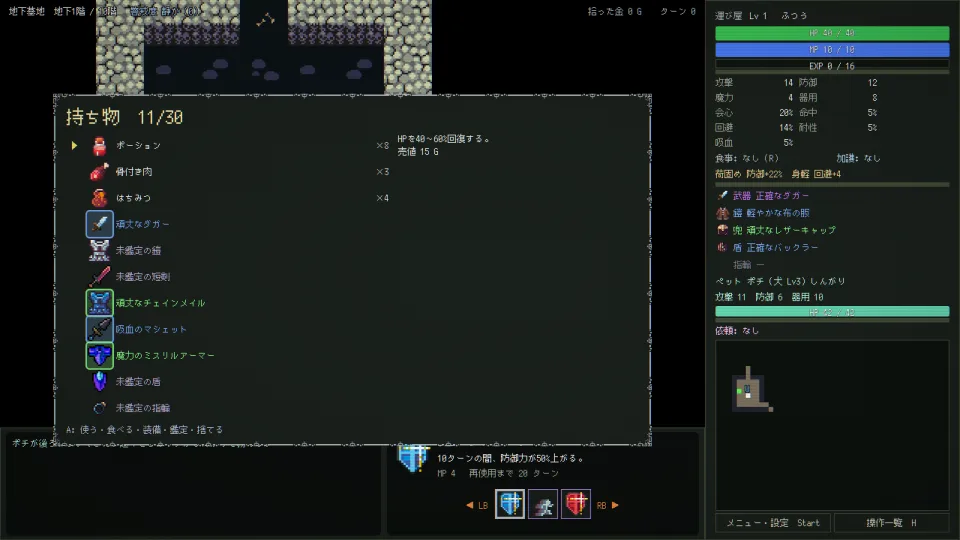 地下墓地 地下1階
拾った金 0 G ターン 0
持ち物 11/30
ポーション ×8
骨付き肉 ×3
はちみつ ×4
頑丈なダガー
未鑑定の鎧
未鑑定の短剣
頑丈なチェインメイル
吸血のマシェット
魔力のミスリルアーマー
未鑑定の盾
未鑑定の指輪
A: 使う・食べる・装備・鑑定・捨てる
HPを40～60%回復する。
売値 15 G
ポチが後
10ターンの間、防御力が50%上がる。
MP 4 再使用まで 20 ターン
◀ LB
RB ▶
運び屋 Lv 1 ふつう
HP 40 / 40
MP 10 / 10
EXP 0 / 16
攻撃 14 防御 12
魔力 4 器用 8
会心 20% 命中 5%
回避 14% 耐性 5%
吸血 5%
食事: なし (R) 加護: なし
荷固め 防御+22% 身軽 回避+4
武器 正確なダガー
鎧 軽やかな布の服
兜 頑丈なレザーキャップ
盾 正確なバックラー
指輪 —
ペット ポチ (犬 Lv3) しんがり
攻撃 11 防御 6 器用 10
依頼: なし
メニュー・設定 Start
操作一覧 H